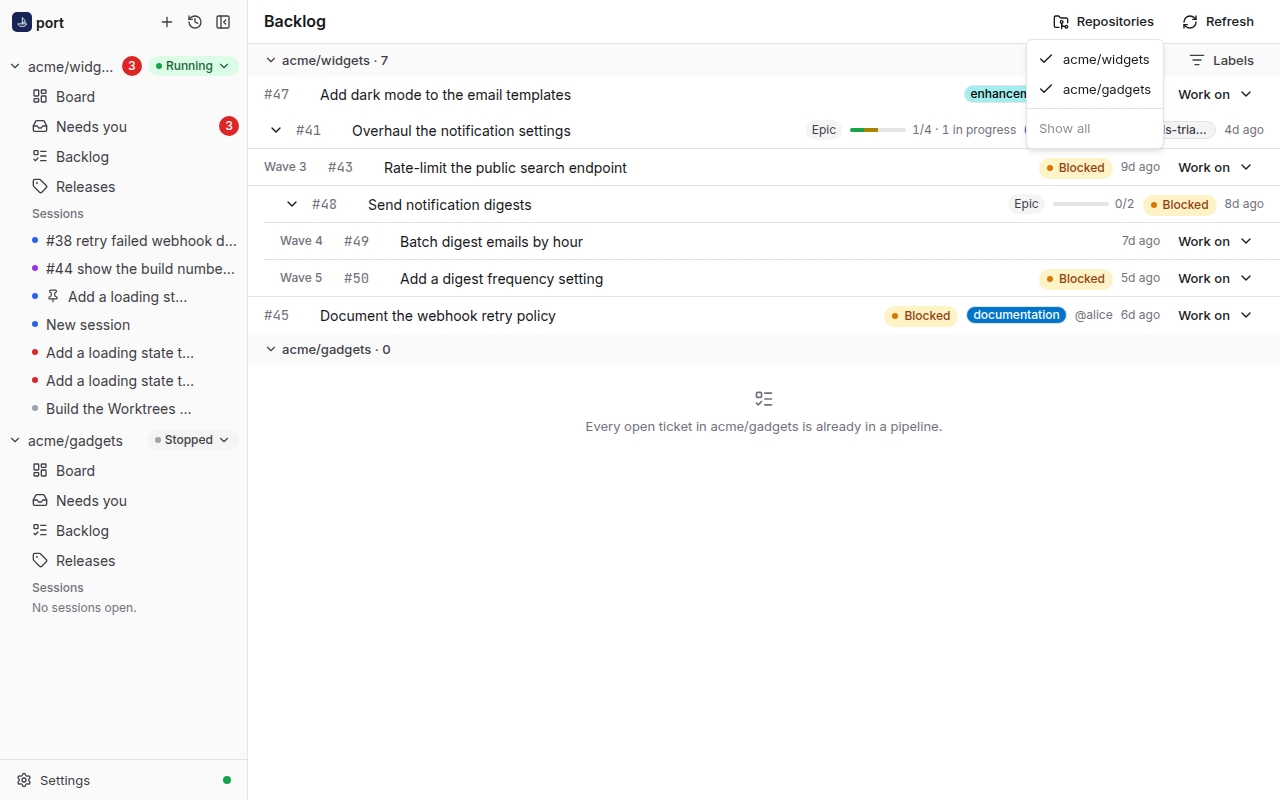 port
acme/widg... 3 Running
Board
Needs you 3
Backlog
Releases
Sessions
#38 retry failed webhook d...
#44 show the build numbe...
Add a loading st...
New session
Add a loading state t...
Add a loading state t...
Build the Worktrees ...
acme/gadgets Stopped
Board
Needs you
Backlog
Releases
Sessions
No sessions open.
Settings
Backlog Repositories Refresh
acme/widgets
acme/gadgets
Show all
acme/widgets · 7 Labels
#47 Add dark mode to the email templates Work on
#41 Overhaul the notification settings Epic 1/4 · 1 in progress 4d ago
Wave 3 #43 Rate-limit the public search endpoint Blocked 9d ago Work on
#48 Send notification digests Epic 0/2 Blocked 8d ago
Wave 4 #49 Batch digest emails by hour 7d ago Work on
Wave 5 #50 Add a digest frequency setting Blocked 5d ago Work on
#45 Document the webhook retry policy Blocked documentation @alice 6d ago Work on
acme/gadgets · 0
Every open ticket in acme/gadgets is already in a pipeline.